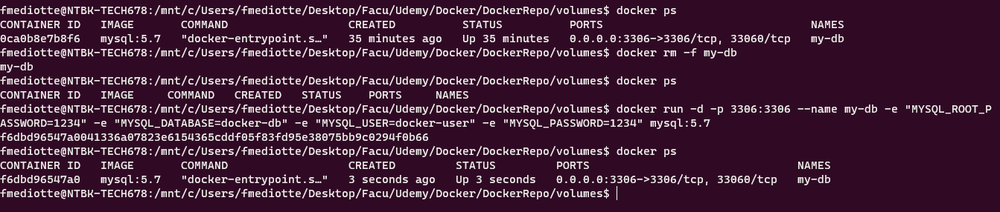 fmediotte@NTBK-TECH678:/mnt/c/Users/fmediotte/Desktop/Facu/Udemy/Docker/DockerRepo/volumes$ docker ps
CONTAINER ID   IMAGE       COMMAND                  CREATED          STATUS          PORTS                               NAMES
0ca0b8e7b8f6   mysql:5.7   "docker-entrypoint.s…"   35 minutes ago   Up 35 minutes   0.0.0.0:3306->3306/tcp, 33060/tcp   my-db
fmediotte@NTBK-TECH678:/mnt/c/Users/fmediotte/Desktop/Facu/Udemy/Docker/DockerRepo/volumes$ docker rm -f my-db
my-db
fmediotte@NTBK-TECH678:/mnt/c/Users/fmediotte/Desktop/Facu/Udemy/Docker/DockerRepo/volumes$ docker ps
CONTAINER ID   IMAGE     COMMAND   CREATED   STATUS    PORTS     NAMES
fmediotte@NTBK-TECH678:/mnt/c/Users/fmediotte/Desktop/Facu/Udemy/Docker/DockerRepo/volumes$ docker run -d -p 3306:3306 --name my-db -e "MYSQL_ROOT_P
ASSWORD=1234" -e "MYSQL_DATABASE=docker-db" -e "MYSQL_USER=docker-user" -e "MYSQL_PASSWORD=1234" mysql:5.7
f6dbd96547a0041336a07823e6154365cddf05f83fd95e38075bb9c0294f0b66
fmediotte@NTBK-TECH678:/mnt/c/Users/fmediotte/Desktop/Facu/Udemy/Docker/DockerRepo/volumes$ docker ps
CONTAINER ID   IMAGE       COMMAND                  CREATED         STATUS         PORTS                               NAMES
f6dbd96547a0   mysql:5.7   "docker-entrypoint.s…"   3 seconds ago   Up 3 seconds   0.0.0.0:3306->3306/tcp, 33060/tcp   my-db
fmediotte@NTBK-TECH678:/mnt/c/Users/fmediotte/Desktop/Facu/Udemy/Docker/DockerRepo/volumes$